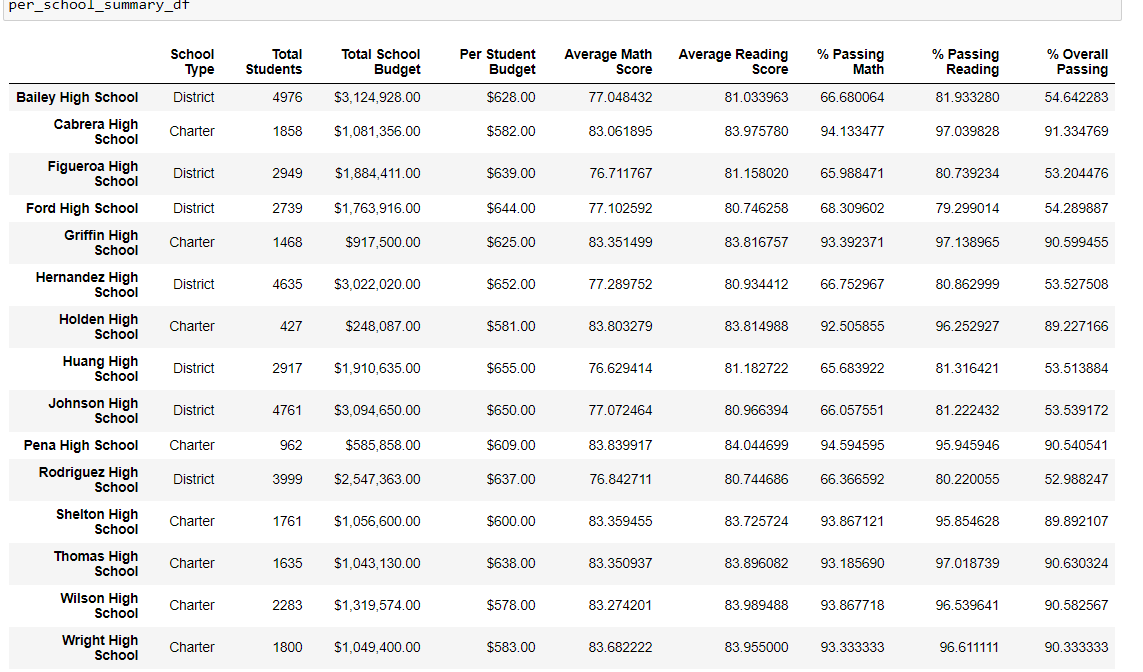 per_school_summary_df
School Type Total Students Total School Budget Per Student Budget Average Math Score Average Reading Score % Passing Math % Passing Reading % Overall Passing
Bailey High School District 4976 $3,124,928.00 $628.00 77.048432 81.033963 66.680064 81.933280 54.642283
Cabrera High School Charter 1858 $1,081,356.00 $582.00 83.061895 83.975780 94.133477 97.039828 91.334769
Figueroa High School District 2949 $1,884,411.00 $639.00 76.711767 81.158020 65.988471 80.739234 53.204476
Ford High School District 2739 $1,763,916.00 $644.00 77.102592 80.746258 68.309602 79.299014 54.289887
Griffin High School Charter 1468 $917,500.00 $625.00 83.351499 83.816757 93.392371 97.138965 90.599455
Hernandez High School District 4635 $3,022,020.00 $652.00 77.289752 80.934412 66.752967 80.862999 53.527508
Holden High School Charter 427 $248,087.00 $581.00 83.803279 83.814988 92.505855 96.252927 89.227166
Huang High School District 2917 $1,910,635.00 $655.00 76.629414 81.182722 65.683922 81.316421 53.513884
Johnson High School District 4761 $3,094,650.00 $650.00 77.072464 80.966394 66.057551 81.222432 53.539172
Pena High School Charter 962 $585,858.00 $609.00 83.839917 84.044699 94.594595 95.945946 90.540541
Rodriguez High School District 3999 $2,547,363.00 $637.00 76.842711 80.744686 66.366592 80.220055 52.988247
Shelton High School Charter 1761 $1,056,600.00 $600.00 83.359455 83.725724 93.867121 95.854628 89.892107
Thomas High School Charter 1635 $1,043,130.00 $638.00 83.350937 83.896082 93.185690 97.018739 90.630324
Wilson High School Charter 2283 $1,319,574.00 $578.00 83.274201 83.989488 93.867718 96.539641 90.582567
Wright High School Charter 1800 $1,049,400.00 $583.00 83.682222 83.955000 93.333333 96.611111 90.333333